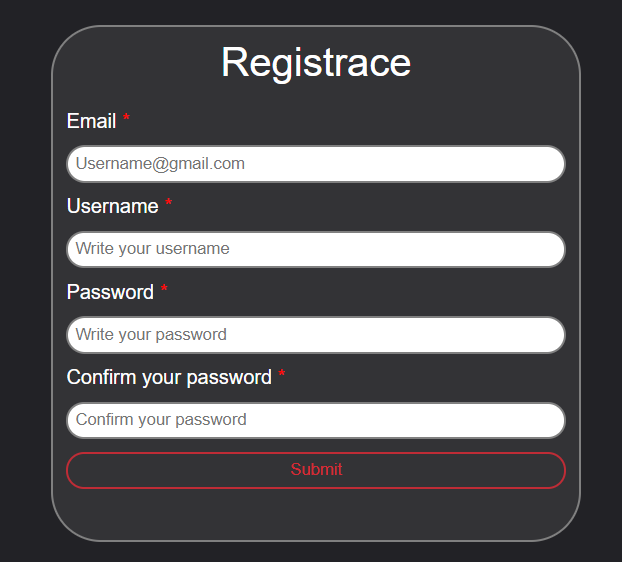 Registrace
Email *
Username@gmail.com
Username *
Write your username
Password *
Write your password
Confirm your password *
Confirm your password
Submit